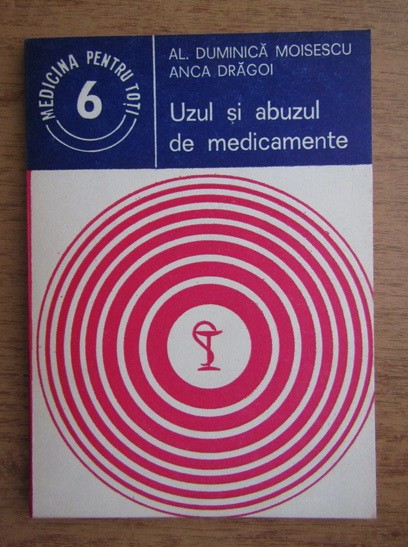 MEDICINA PENTRU TOȚI
6
AL. DUMINICĂ MOISESCU
ANCA DRĂGOI
Uzul și abuzul
de medicamente